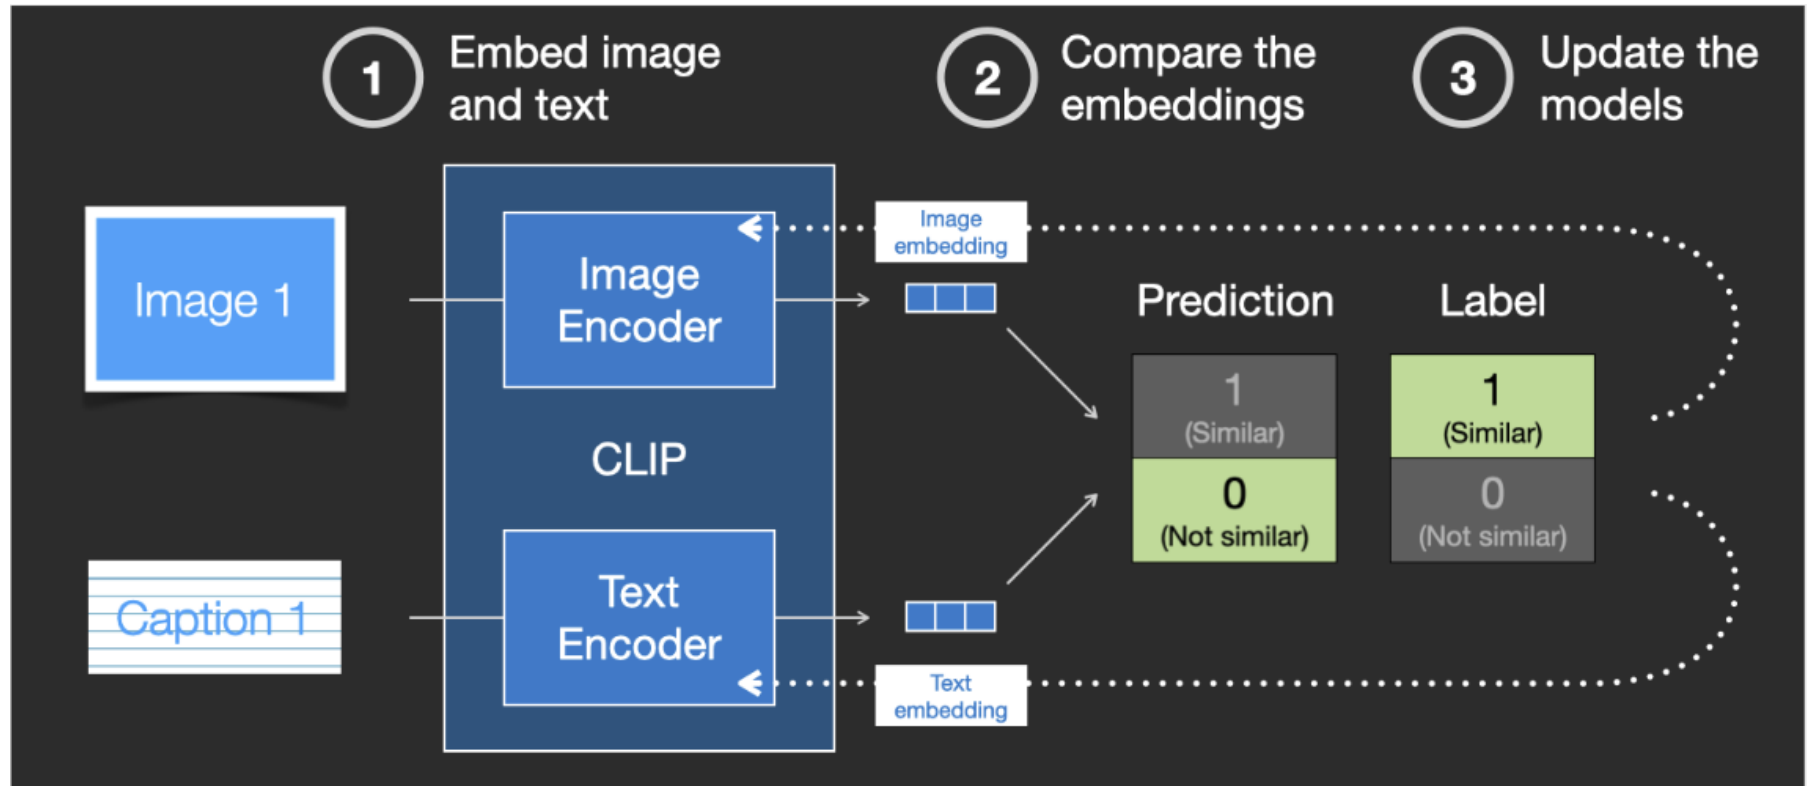 1
Embed image
and text
2
Compare the
embeddings
3
Update the
models
Image 1
Image
Encoder
CLIP
Caption 1
Text
Encoder
Image
embedding
Text
embedding
Prediction
1
(Similar)
0
(Not similar)
Label
1
(Similar)
0
(Not similar)